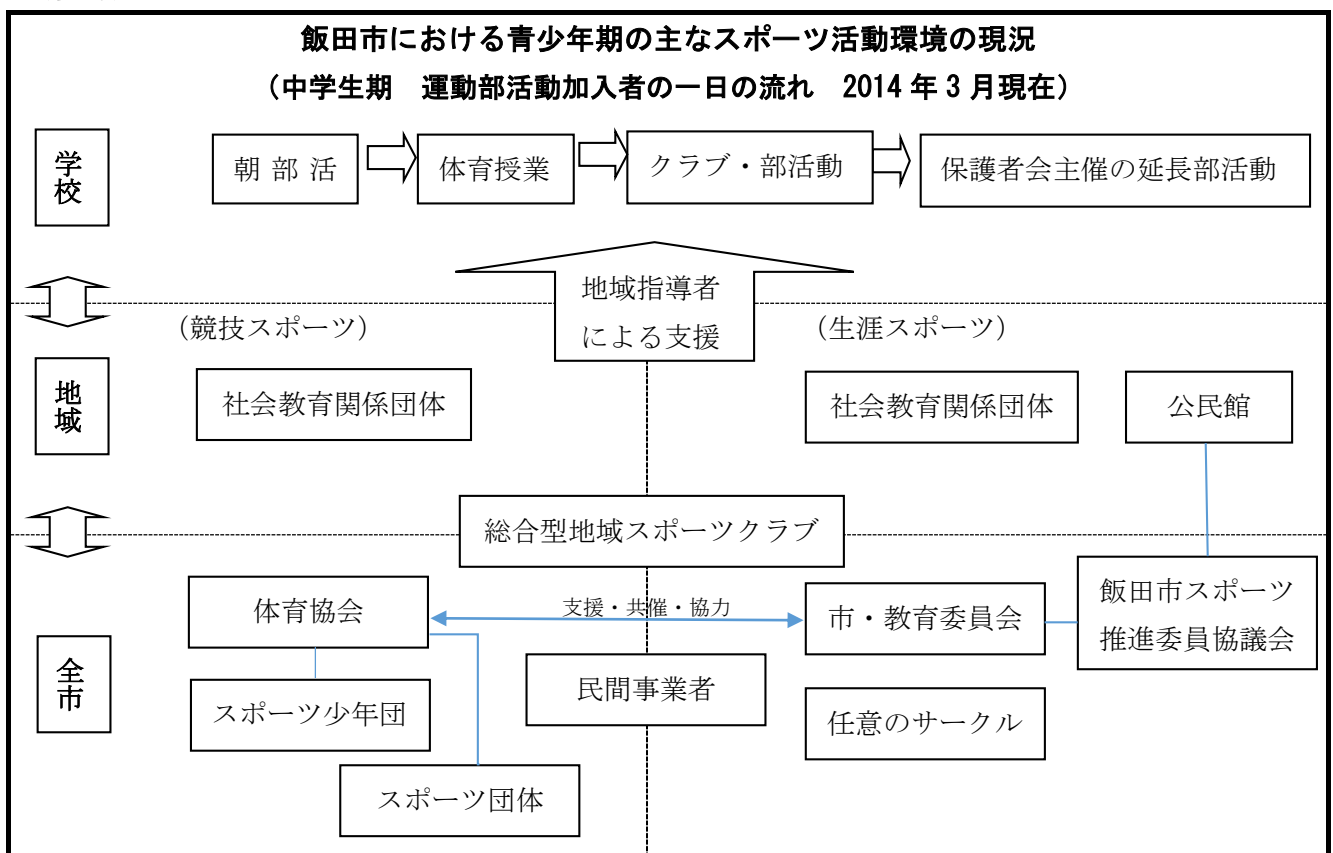 飯田市における青少年期の主なスポーツ活動環境の現況
(中学生期 運動部活動加入者の一日の流れ 2014年3月現在)
学校
朝部活
体育授業
クラブ・部活動
保護者会主催の延長部活動
地域指導者
による支援
(競技スポーツ)
(生涯スポーツ)
地域
社会教育関係団体
社会教育関係団体
公民館
総合型地域スポーツクラブ
全市
体育協会
支援・共催・協力
市・教育委員会
飯田市スポーツ
推進委員協議会
スポーツ少年団
民間事業者
任意のサークル
スポーツ団体